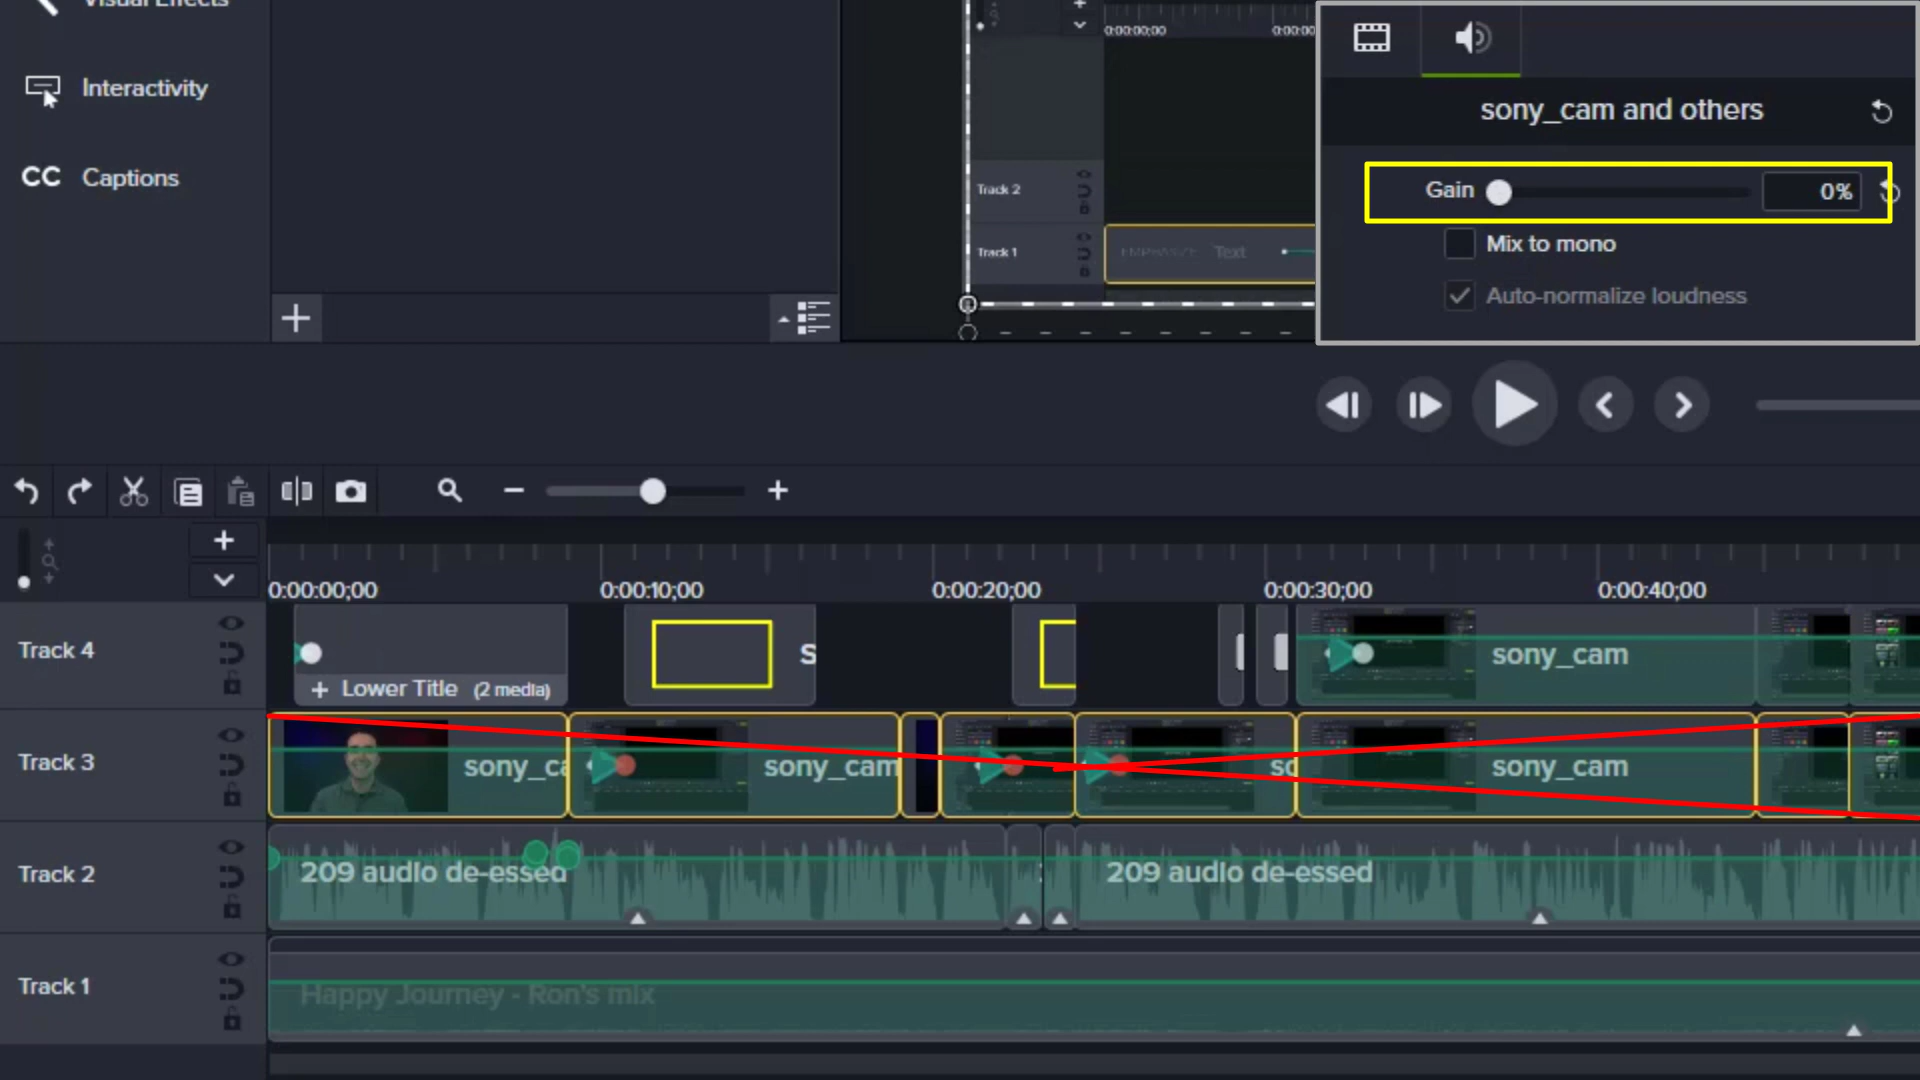 Visual Effects
Interactivity
CC Captions
0:00:00;00 0:00:00
Track 2
Track 1
EMPHASIZE Text
sony_cam and others
Gain 0%
Mix to mono
Auto-normalize loudness
0:00:00;00 0:00:10;00 0:00:20;00 0:00:30;00 0:00:40;00
Track 4
+ Lower Title (2 media)
S
sony_cam
Track 3
sony_ca
sony_cam
sc
sony_cam
Track 2
209 audio de-essed
209 audio de-essed
Track 1
Happy Journey - Ron's mix